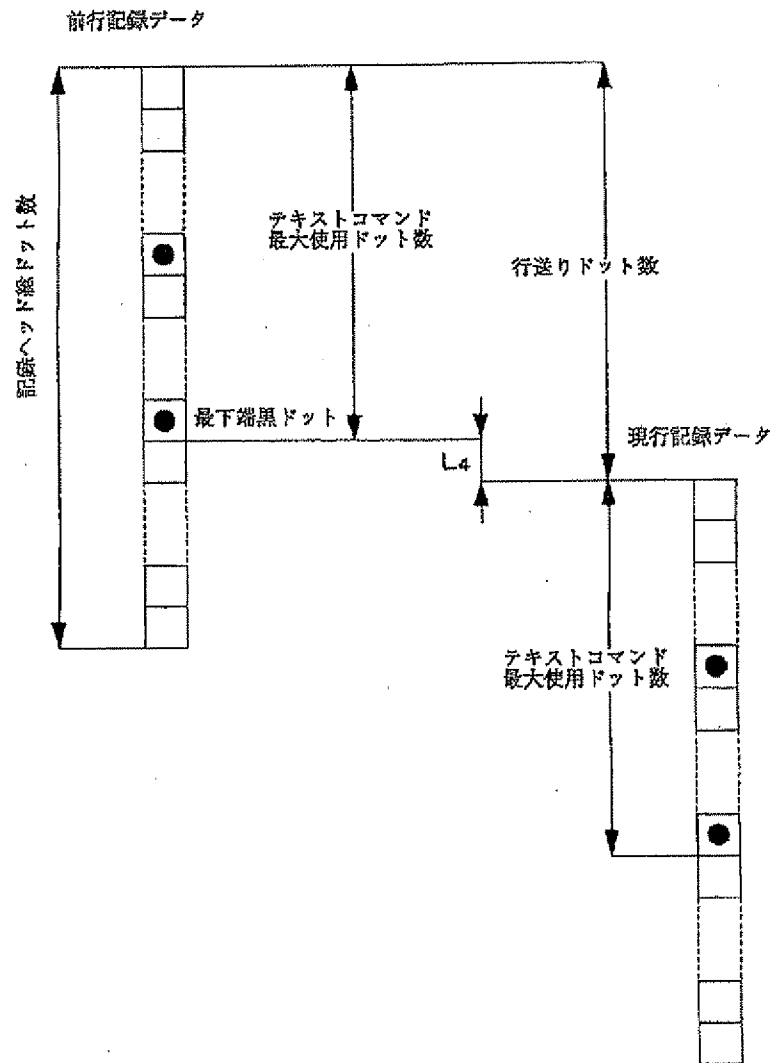 前行記録データ
記録ヘッド総ドット数
テキストコマンド
最大使用ドット数
行送りドット数
最下端黒ドット
現行記録データ
L4
テキストコマンド
最大使用ドット数